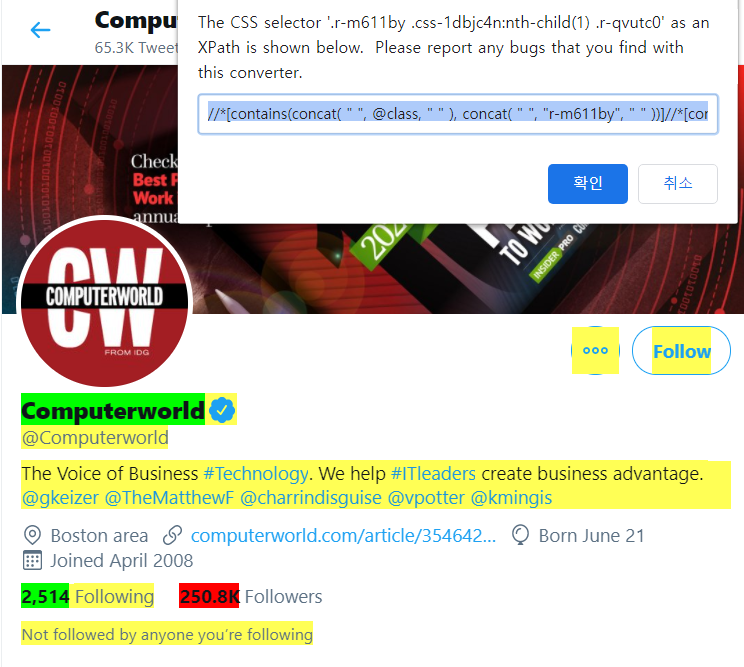 Compu
65.3K Tweet
The CSS selector '.r-m611by .css-1dbjc4n:nth-child(1) .r-qvutc0' as an
XPath is shown below. Please report any bugs that you find with
this converter.
//*[contains(concat( " ", @class, " " ), concat( " ", "r-m611by", " " ))]//*[cor
확인 취소
Check
Best P
Work
annua
202
TO WO
INSIDER PRO
CW
COMPUTERWORLD
FROM IDG
Follow
Computerworld
@Computerworld
The Voice of Business #Technology. We help #ITleaders create business advantage.
@gkeizer @TheMatthewF @charrindisguise @vpotter @kmingis
Boston area computerworld.com/article/354642... Born June 21
Joined April 2008
2,514 Following 250.8K Followers
Not followed by anyone you're following